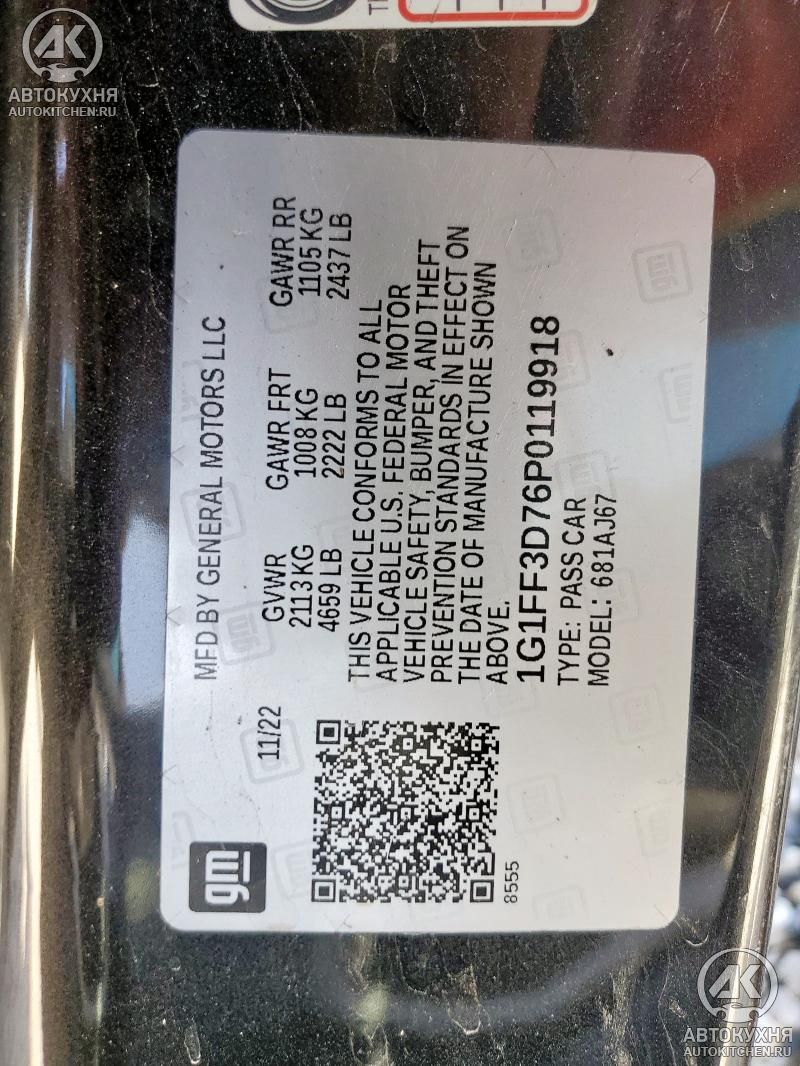 АВТОКУХНЯ
AUTOKITCHEN.RU
gm
11/22
MFD BY GENERAL MOTORS LLC
GVWR GAWR FRT GAWR RR
2113 KG 1008 KG 1105 KG
4659 LB 2222 LB 2437 LB
THIS VEHICLE CONFORMS TO ALL
APPLICABLE U.S. FEDERAL MOTOR
VEHICLE SAFETY, BUMPER, AND THEFT
PREVENTION STANDARDS IN EFFECT ON
THE DATE OF MANUFACTURE SHOWN
ABOVE.
1G1FF3D76P0119918
TYPE: PASS CAR
MODEL: 681AJ67
8555
АВТОКУХНЯ
AUTOKITCHEN.RU